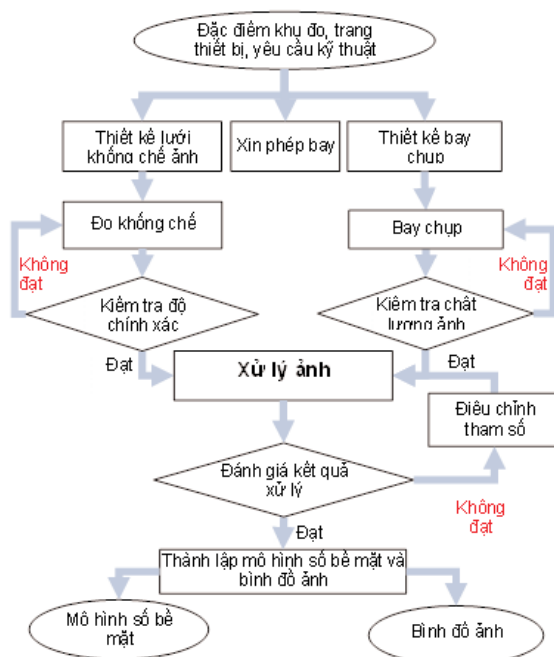 Đặc điểm khu đo, trang
thiết bị, yêu cầu kỹ thuật
Thiết kế lưới
khống chế ảnh
Xin phép bay
Thiết kế bay
chụp
Đo khống chế
Bay chụp
Không
đạt
Không
đạt
Kiểm tra độ
chính xác
Kiểm tra chất
lượng ảnh
Đạt
Xử lý ảnh
Đạt
Điều chỉnh
tham số
Đánh giá kết quả
xử lý
Không
đạt
Đạt
Thành lập mô hình số bề mặt và
bình đồ ảnh
Mô hình số bề
mặt
Bình đồ ảnh